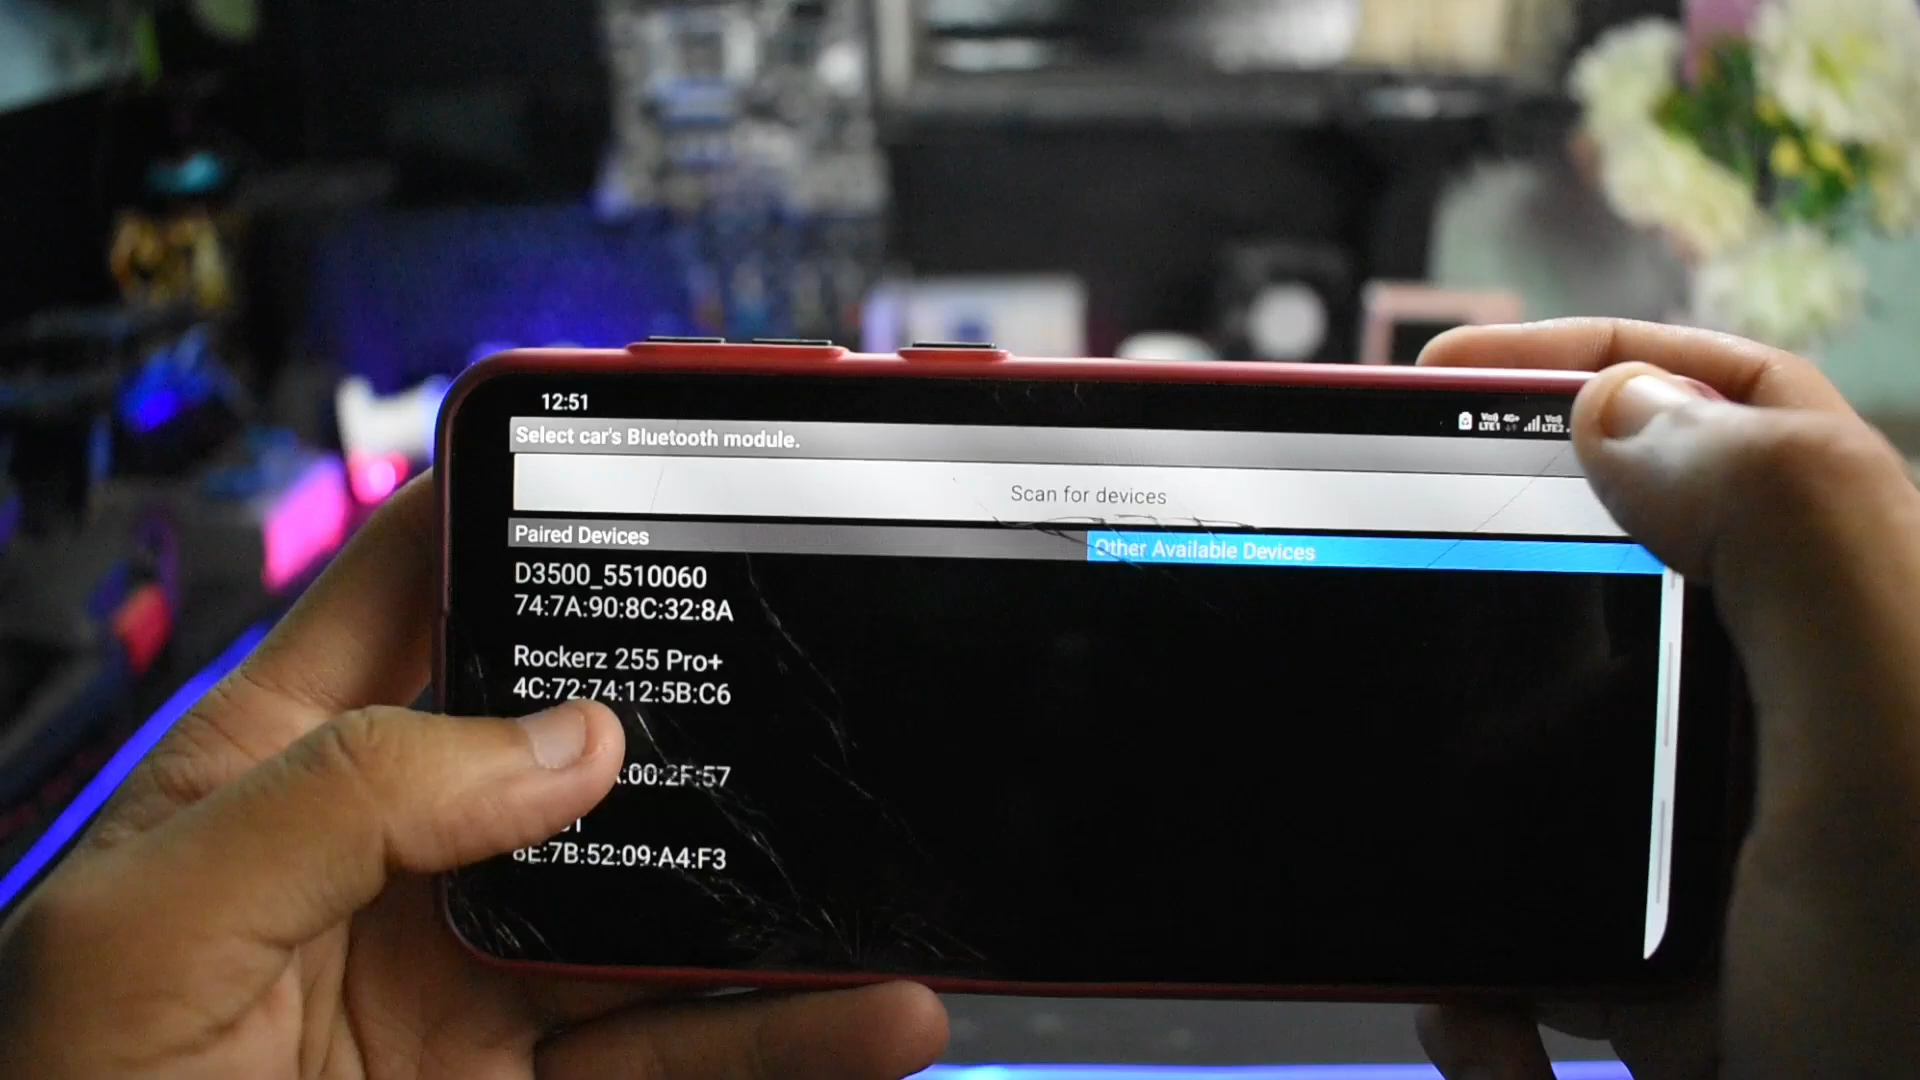 12:51
Select car's Bluetooth module.
Scan for devices
Paired Devices
Other Available Devices
D3500_5510060
74:7A:90:8C:32:8A
Rockerz 255 Pro+
4C:72:74:12:5B:C6
:00:2F:57
8E:7B:52:09:A4:F3